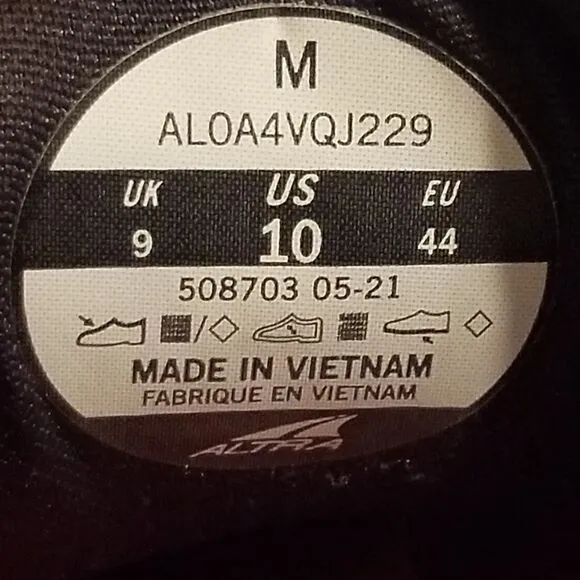 M
AL0A4VQJ229
UK US EU
9 10 44
508703 05-21
MADE IN VIETNAM
FABRIQUE EN VIETNAM
ALTRA